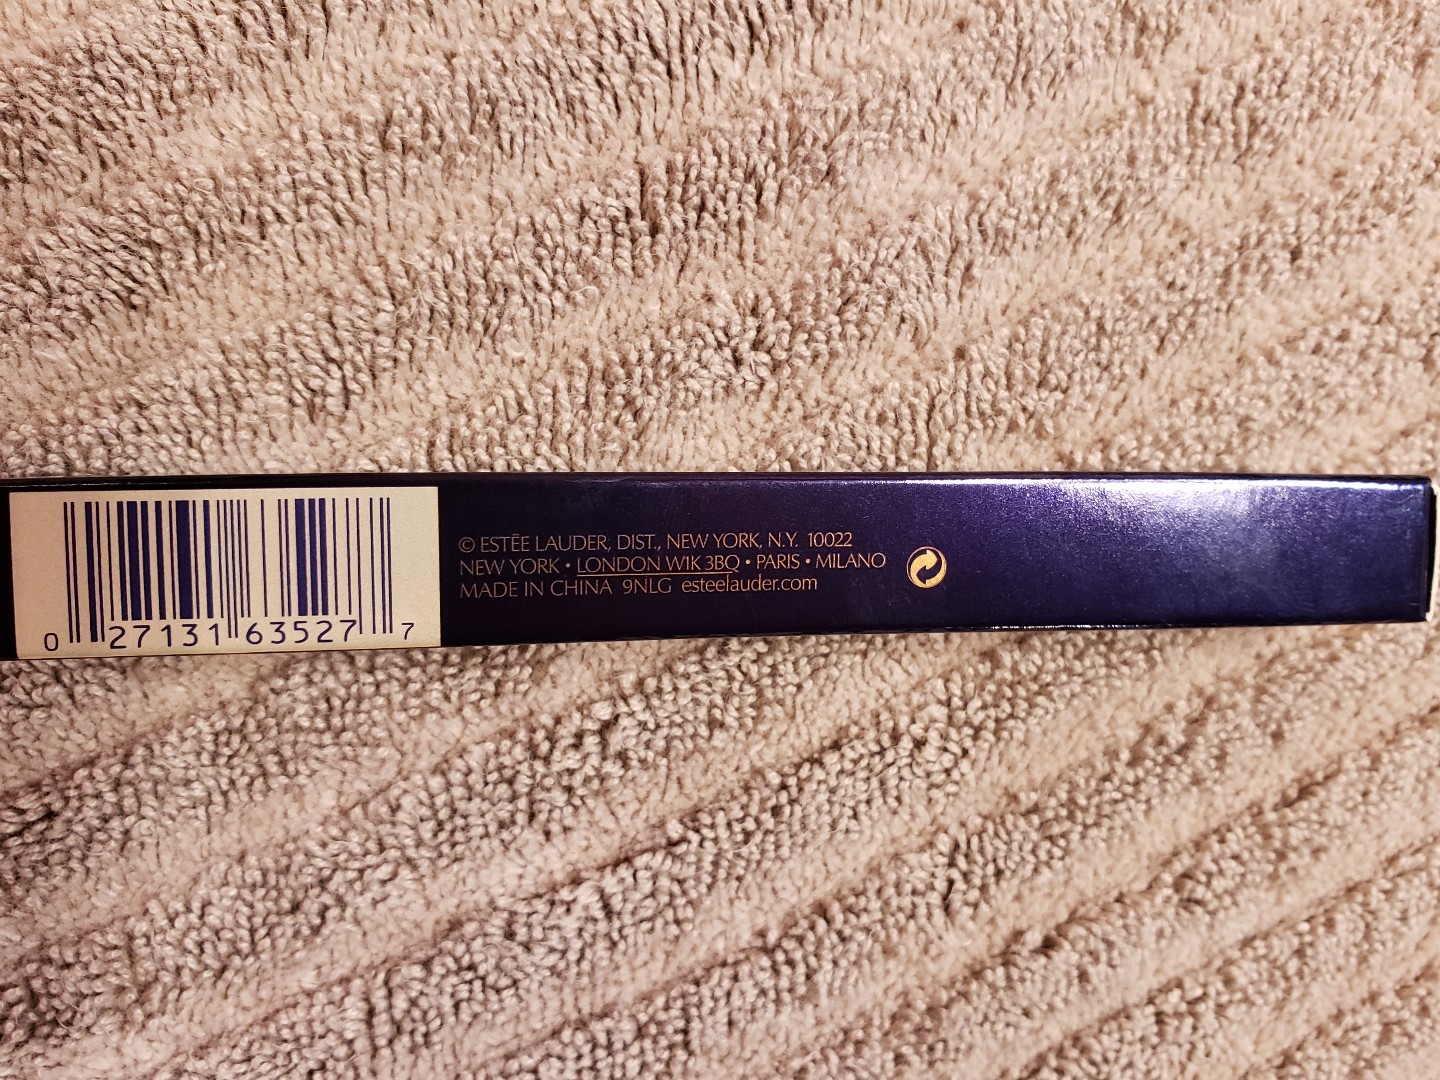 © ESTĒE LAUDER, DIST., NEW YORK, N.Y. 10022
NEW YORK • LONDON W1K 3BQ • PARIS • MILANO
MADE IN CHINA 9NLG esteelauder.com
0 27131 63527 7